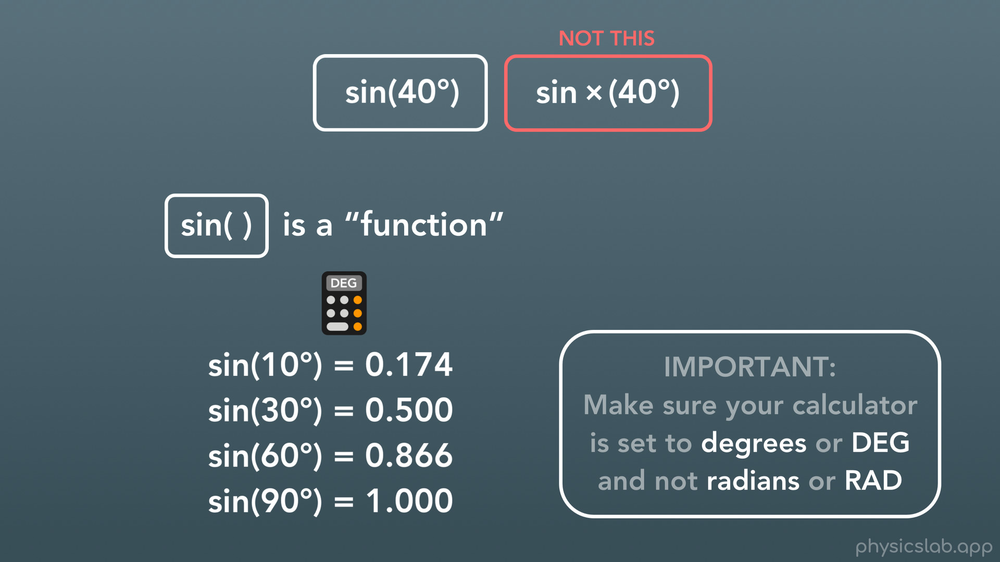 NOT THIS
sin(40°)
sin × (40°)
sin( ) is a “function”
DEG
sin(10°) = 0.174
sin(30°) = 0.500
sin(60°) = 0.866
sin(90°) = 1.000
IMPORTANT:
Make sure your calculator
is set to degrees or DEG
and not radians or RAD
physicslab.app